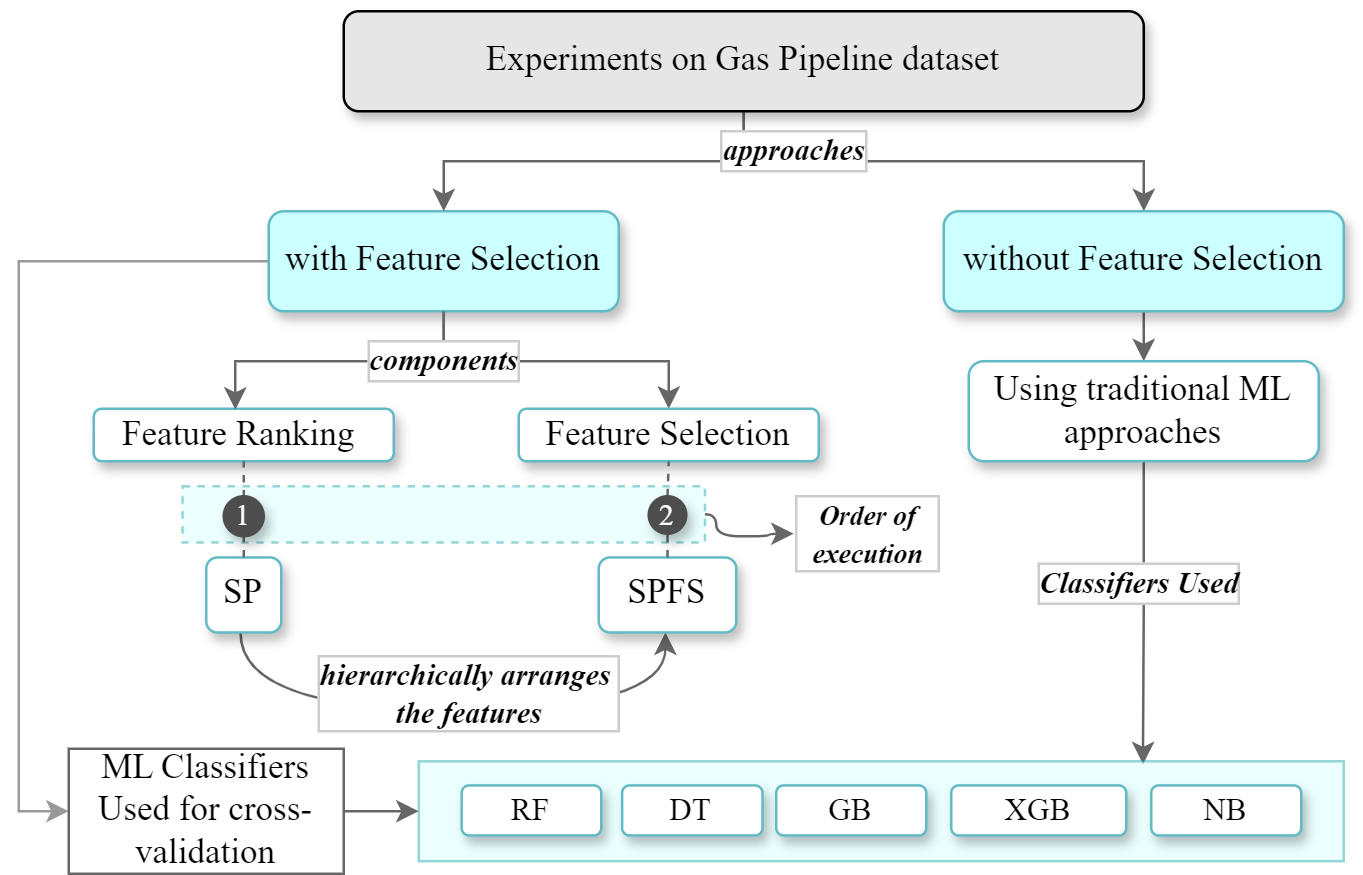 Experiments on Gas Pipeline dataset
approaches
with Feature Selection
without Feature Selection
components
Using traditional ML
approaches
Feature Ranking
Feature Selection
1
2
Order of
execution
SP
SPFS
Classifiers Used
hierarchically arranges
the features
ML Classifiers
Used for cross-
validation
RF
DT
GB
XGB
NB